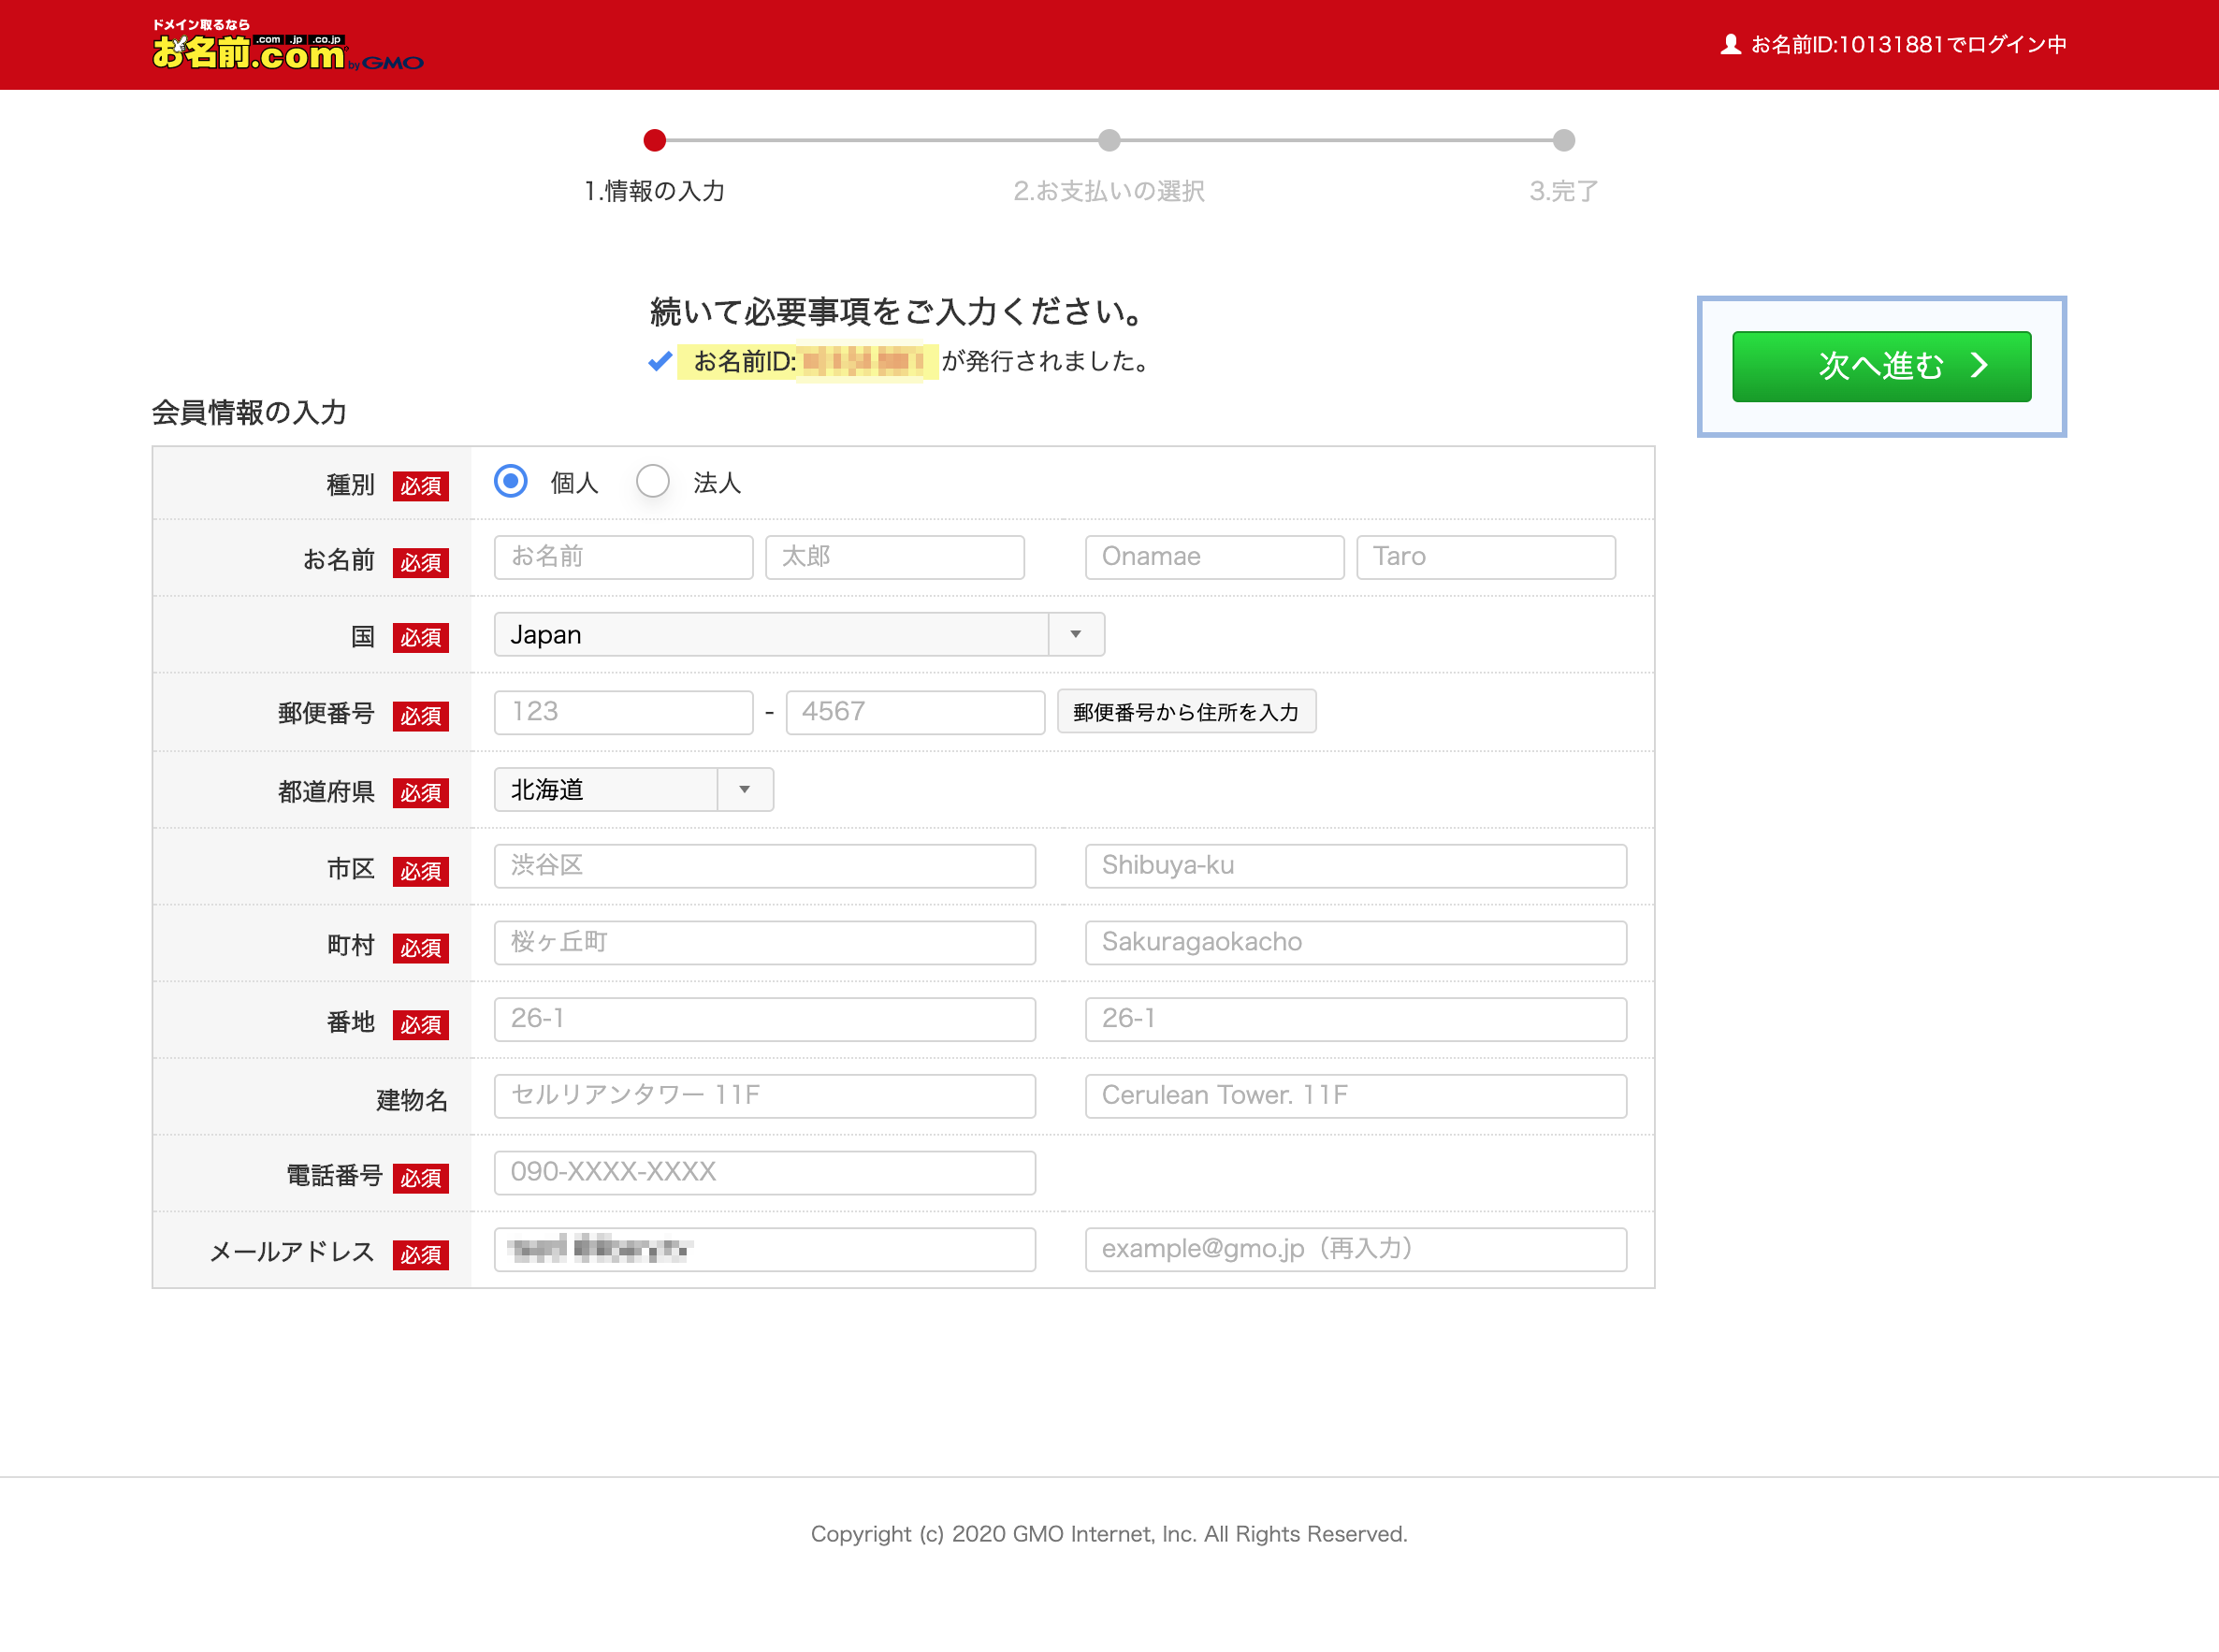 ドメイン取るなら
.com .jp .co.jp
お名前.com by GMO
お名前ID:10131881でログイン中
1.情報の入力
2.お支払いの選択
3.完了
続いて必要事項をご入力ください。
お名前ID: が発行されました。
次へ進む
会員情報の入力
種別 必須 個人 法人
お名前 必須 お名前 太郎 Onamae Taro
国 必須 Japan
郵便番号 必須 123 - 4567 郵便番号から住所を入力
都道府県 必須 北海道
市区 必須 渋谷区 Shibuya-ku
町村 必須 桜ヶ丘町 Sakuragaokacho
番地 必須 26-1 26-1
建物名 セルリアンタワー 11F Cerulean Tower. 11F
電話番号 必須 090-XXXX-XXXX
メールアドレス 必須 example@gmo.jp（再入力）
Copyright (c) 2020 GMO Internet, Inc. All Rights Reserved.